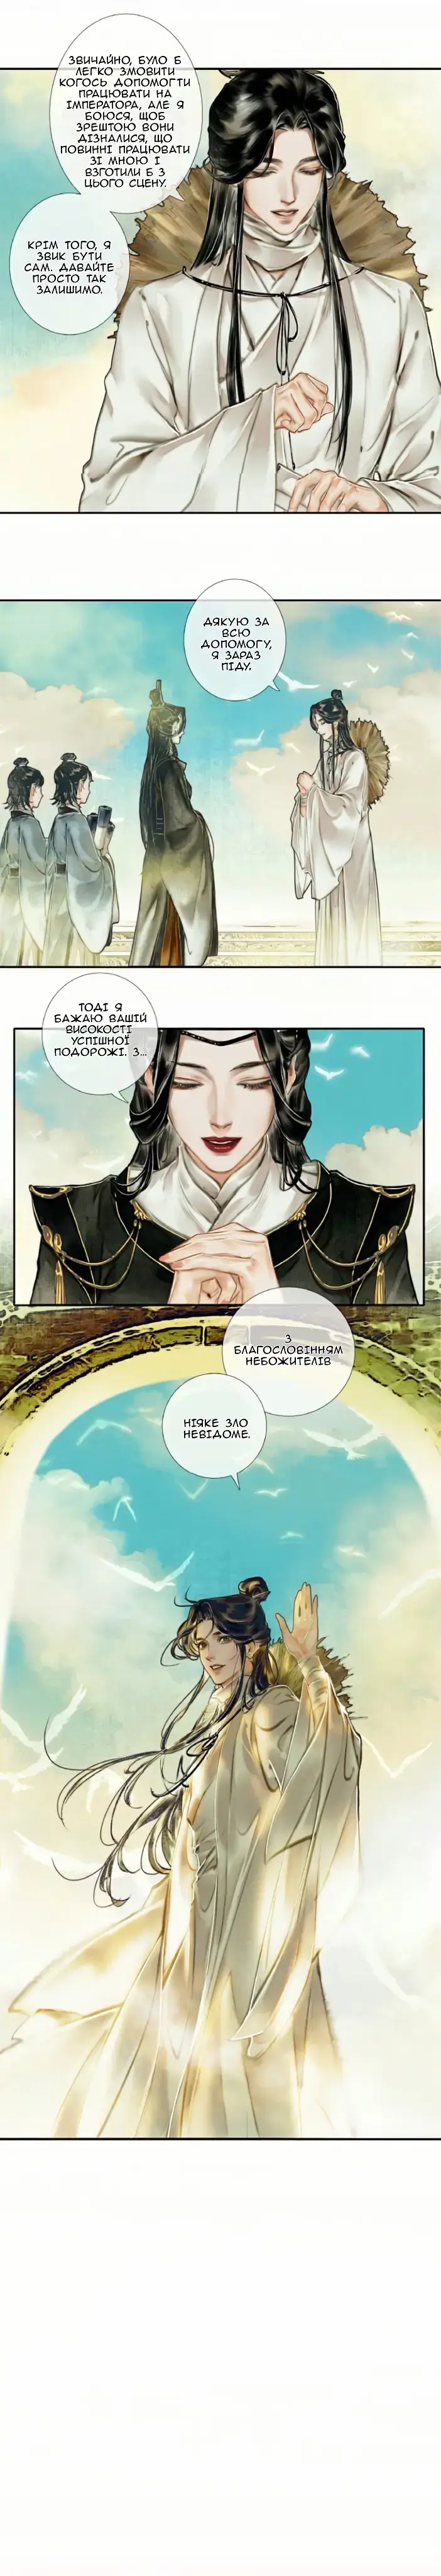 ЗВИЧАЙНО, БУЛО Б
ЛЕГКО ЗМОВИТИ
КОГОСЬ ДОПОМОГТИ
ПРАЦЮВАТИ НА
ІМПЕРАТОРА, АЛЕ Я
БОЮСЯ, ЩОБ
ЗРЕШТОЮ ВОНИ
ДІЗНАЛИСЯ, ЩО
ПОВИННІ ПРАЦЮВАТИ
ЗІ МНОЮ І
ВЗГОТИЛИ Б З
ЦЬОГО СЦЕНУ.
КРІМ ТОГО, Я
ЗВИК БУТИ
САМ. ДАВАЙТЕ
ПРОСТО ТАК
ЗАЛИШИМО.
ДЯКУЮ ЗА
ВСЮ
ДОПОМОГУ,
Я ЗАРАЗ
ПІДУ.
ТОДІ Я
БАЖАЮ ВАШІЙ
ВИСОКОСТІ
УСПІШНОЇ
ПОДОРОЖІ. З...
З
БЛАГОСЛОВІННЯМ
НЕБОЖИТЕЛІВ
НІЯКЕ ЗЛО
НЕВІДОМЕ.